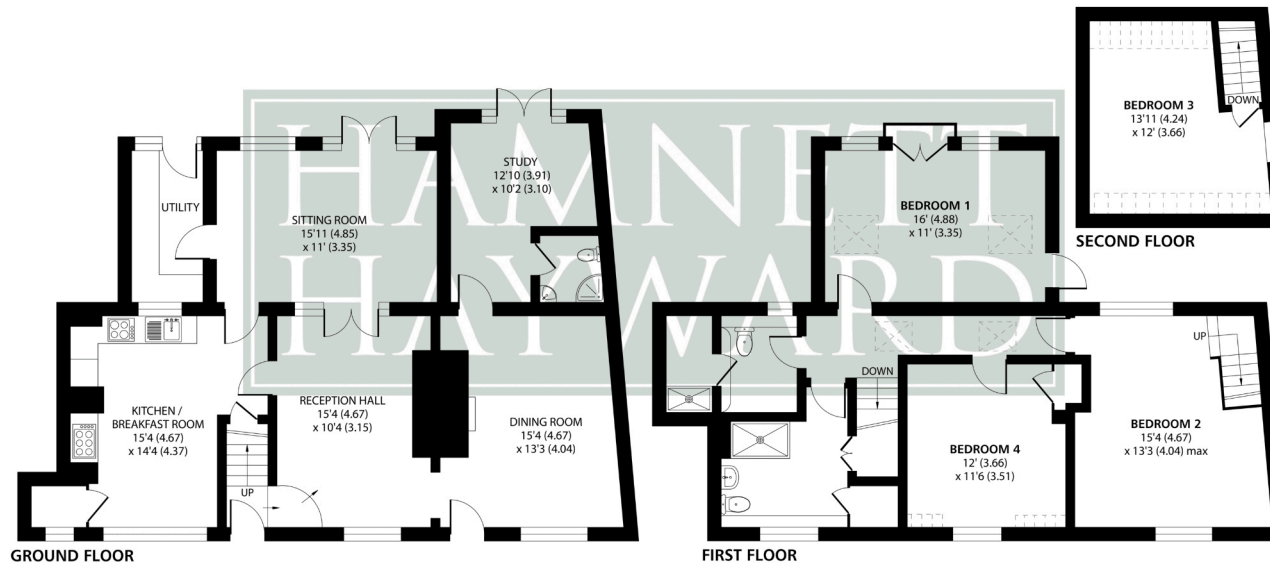 HAMNETT
HAYWARD
UTILITY
SITTING ROOM
15'11 (4.85)
x 11' (3.35)
STUDY
12'10 (3.91)
x 10'2 (3.10)
KITCHEN /
BREAKFAST ROOM
15'4 (4.67)
x 14'4 (4.37)
RECEPTION HALL
15'4 (4.67)
x 10'4 (3.15)
DINING ROOM
15'4 (4.67)
x 13'3 (4.04)
UP
GROUND FLOOR
BEDROOM 1
16' (4.88)
x 11' (3.35)
DOWN
UP
BEDROOM 4
12' (3.66)
x 11'6 (3.51)
BEDROOM 2
15'4 (4.67)
x 13'3 (4.04) max
FIRST FLOOR
BEDROOM 3
13'11 (4.24)
x 12' (3.66)
DOWN
SECOND FLOOR